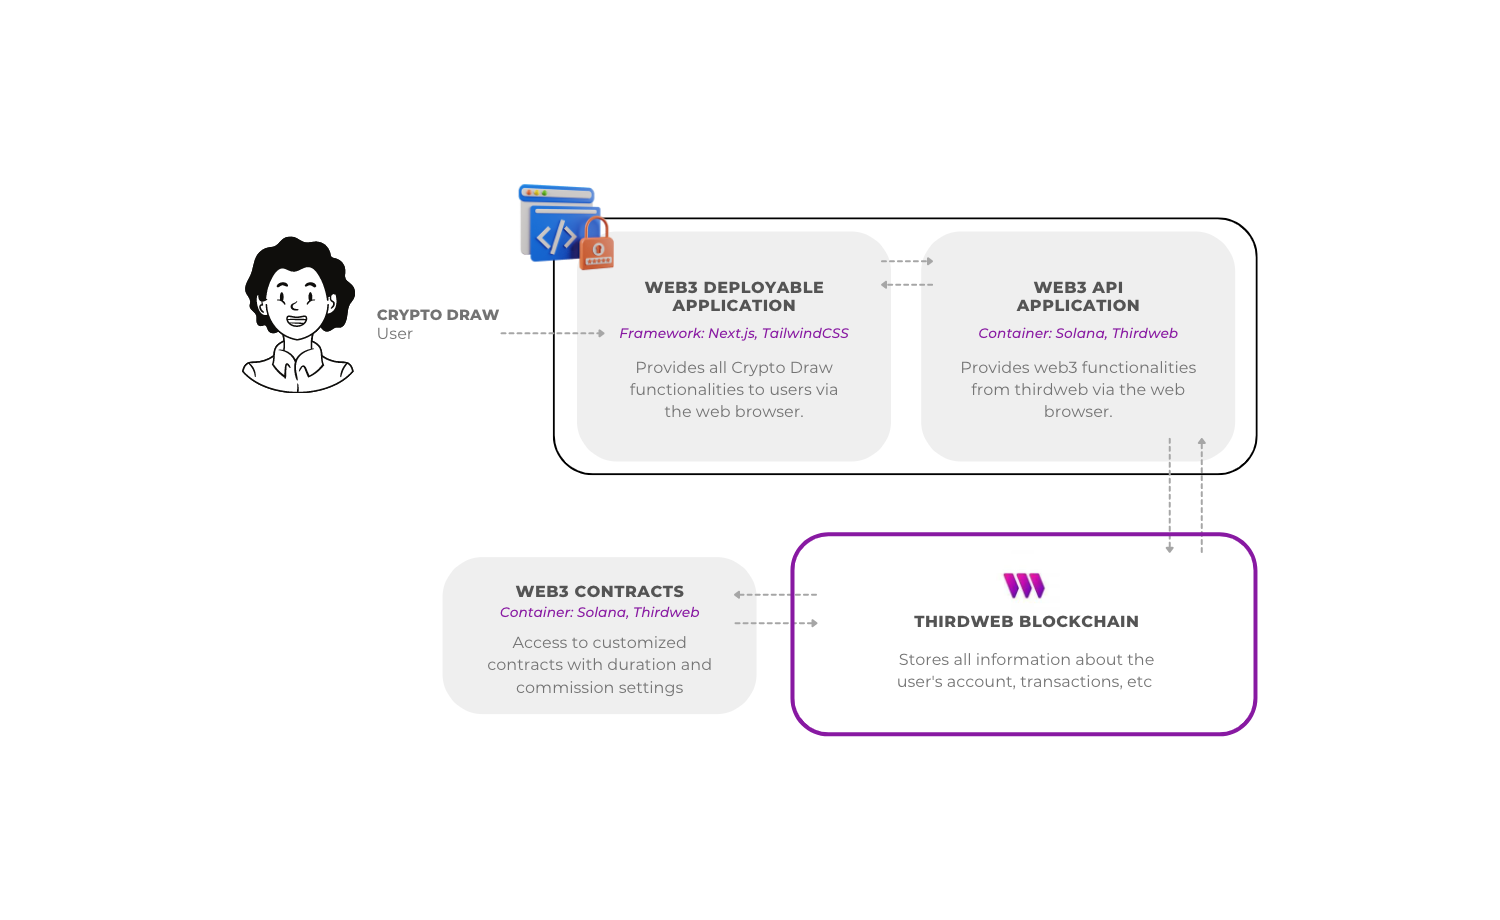 CRYPTO DRAW
User
WEB3 DEPLOYABLE
APPLICATION
Framework: Next.js, TailwindCSS
Provides all Crypto Draw
functionalities to users via
the web browser.
WEB3 API
APPLICATION
Container: Solana, Thirdweb
Provides web3 functionalities
from thirdweb via the web
browser.
WEB3 CONTRACTS
Container: Solana, Thirdweb
Access to customized
contracts with duration and
commission settings
THIRDWEB BLOCKCHAIN
Stores all information about the
user's account, transactions, etc